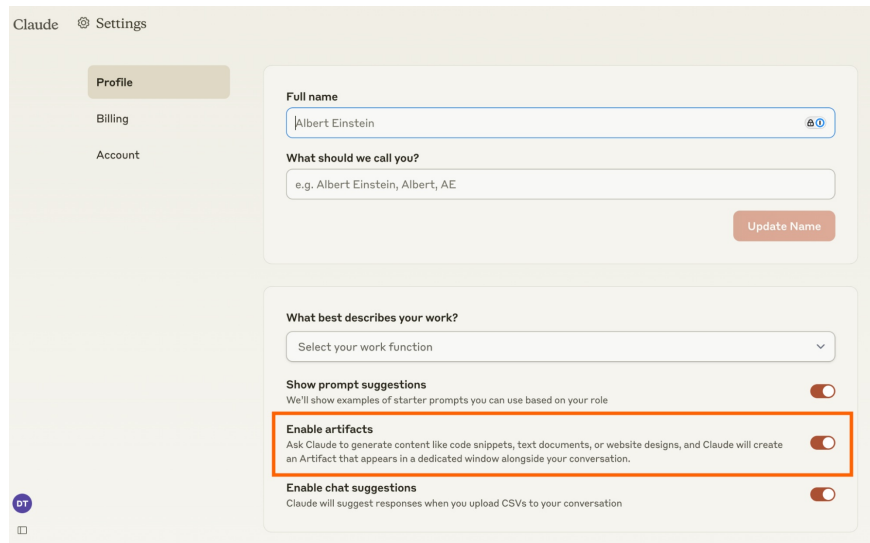 Claude
Settings
Profile
Billing
Account
Full name
Albert Einstein
What should we call you?
e.g. Albert Einstein, Albert, AE
Update Name
What best describes your work?
Select your work function
Show prompt suggestions
We'll show examples of starter prompts you can use based on your role
Enable artifacts
Ask Claude to generate content like code snippets, text documents, or website designs, and Claude will create
an Artifact that appears in a dedicated window alongside your conversation.
Enable chat suggestions
Claude will suggest responses when you upload CSVs to your conversation
DT